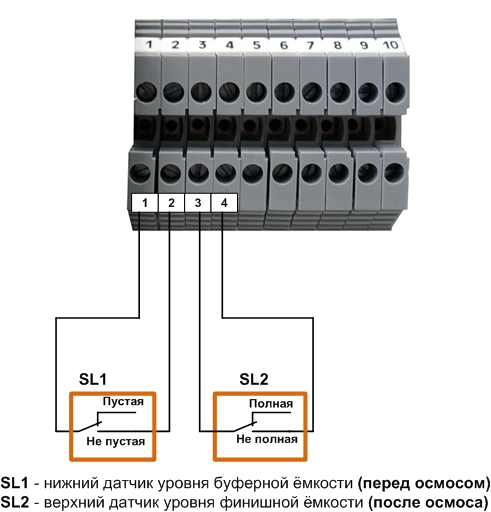 1 2 3 4 5 6 7 8 9 10
1 2 3 4
SL1 SL2
Пустая Полная
Не пустая Не полная
SL1 - нижний датчик уровня буферной ёмкости (перед осмосом)
SL2 - верхний датчик уровня финишной ёмкости (после осмоса)